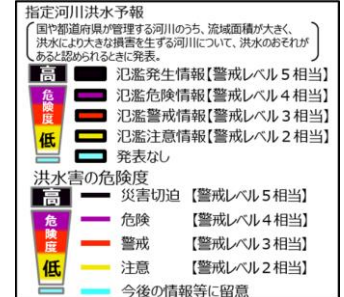 指定河川洪水予報
国や都道府県が管理する河川のうち、流域面積が大きく、
洪水により大きな損害を生ずる河川について、洪水のおそれが
あると認められるときに発表。
高 氾濫発生情報【警戒レベル5相当】
危険度 氾濫危険情報【警戒レベル4相当】
氾濫警戒情報【警戒レベル3相当】
低 氾濫注意情報【警戒レベル2相当】
発表なし
洪水害の危険度
高 災害切迫 【警戒レベル5相当】
危険度 危険 【警戒レベル4相当】
警戒 【警戒レベル3相当】
低 注意 【警戒レベル2相当】
今後の情報等に留意